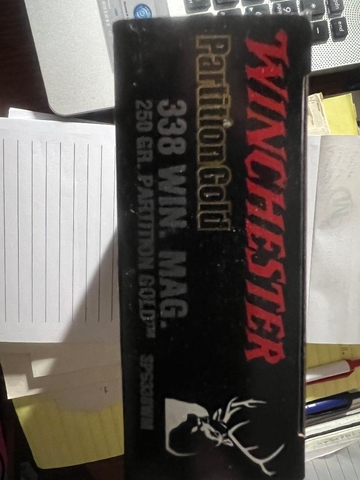 WINCHESTER
Partition Gold
338 WIN. MAG.
250 GR. PARTITION GOLD™ SPG338WM